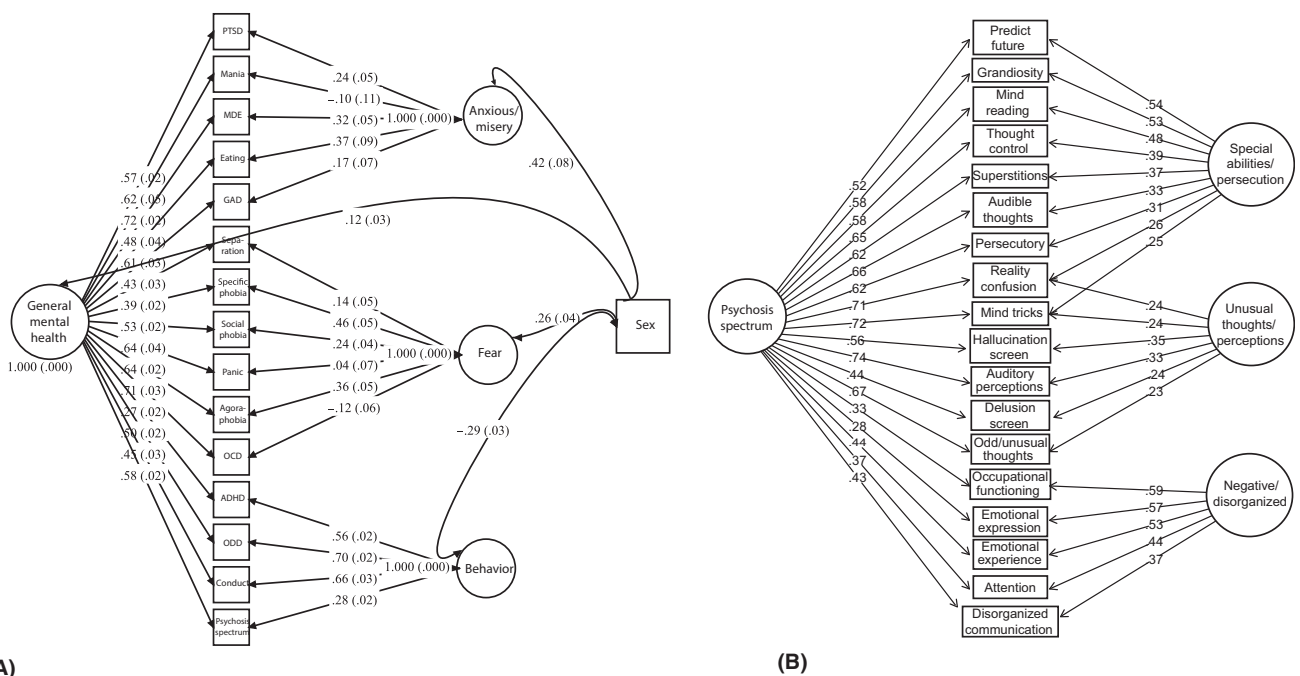 PTSD
Mania
MDE
Eating
GAD
Sepa-
ration
Specific
phobia
Social
phobia
Panic
Agora-
phobia
OCD
ADHD
ODD
Conduct
Psychosis
spectrum
General
mental
health
1.000 (.000)
.57 (.02)
.62 (.05)
.72 (.02)
.48 (.04)
.61 (.03)
.43 (.03)
.39 (.02)
.53 (.02)
.64 (.04)
.64 (.02)
.71 (.03)
.27 (.02)
.50 (.02)
.45 (.03)
.58 (.02)
.24 (.05)
−.10 (.11)
.32 (.05)
.37 (.09)
.17 (.07)
1.000 (.000)
Anxious/
misery
.42 (.08)
.12 (.03)
.14 (.05)
.46 (.05)
.24 (.04)
.04 (.07)
.36 (.05)
−.12 (.06)
1.000 (.000)
Fear
.26 (.04)
Sex
−.29 (.03)
.56 (.02)
.70 (.02)
.66 (.03)
.28 (.02)
1.000 (.000)
Behavior
A)
Psychosis
spectrum
.52
.58
.58
.65
.62
.66
.62
.71
.72
.56
.74
.44
.67
.33
.28
.44
.37
.43
Predict
future
Grandiosity
Mind
reading
Thought
control
Superstitions
Audible
thoughts
Persecutory
Reality
confusion
Mind tricks
Hallucination
screen
Auditory
perceptions
Delusion
screen
Odd/unusual
thoughts
Occupational
functioning
Emotional
expression
Emotional
experience
Attention
Disorganized
communication
.54
.53
.48
.39
.37
.33
.31
.26
.25
Special
abilities/
persecution
.24
.24
.35
.33
.24
.23
Unusual
thoughts/
perceptions
.59
.57
.53
.44
.37
Negative/
disorganized
(B)